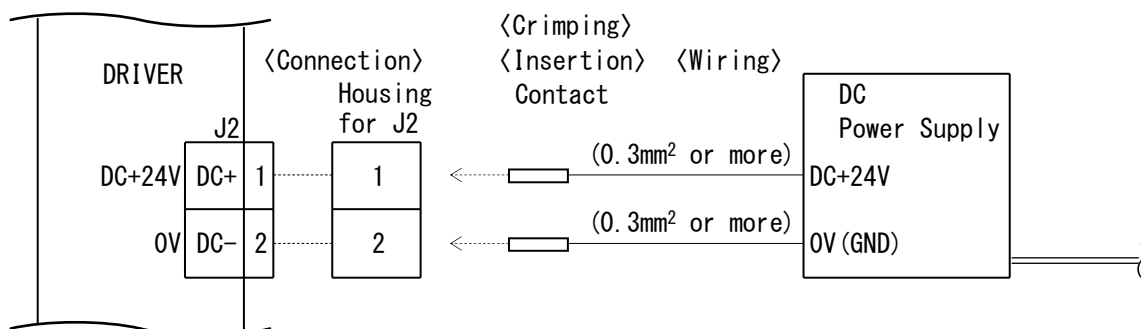 〈Crimping〉
〈Connection〉 〈Insertion〉 〈Wiring〉
DRIVER Housing Contact DC
J2 for J2 Power Supply
(0.3mm² or more)
DC+24V DC+ 1 1 DC+24V
(0.3mm² or more)
0V DC- 2 2 0V(GND)